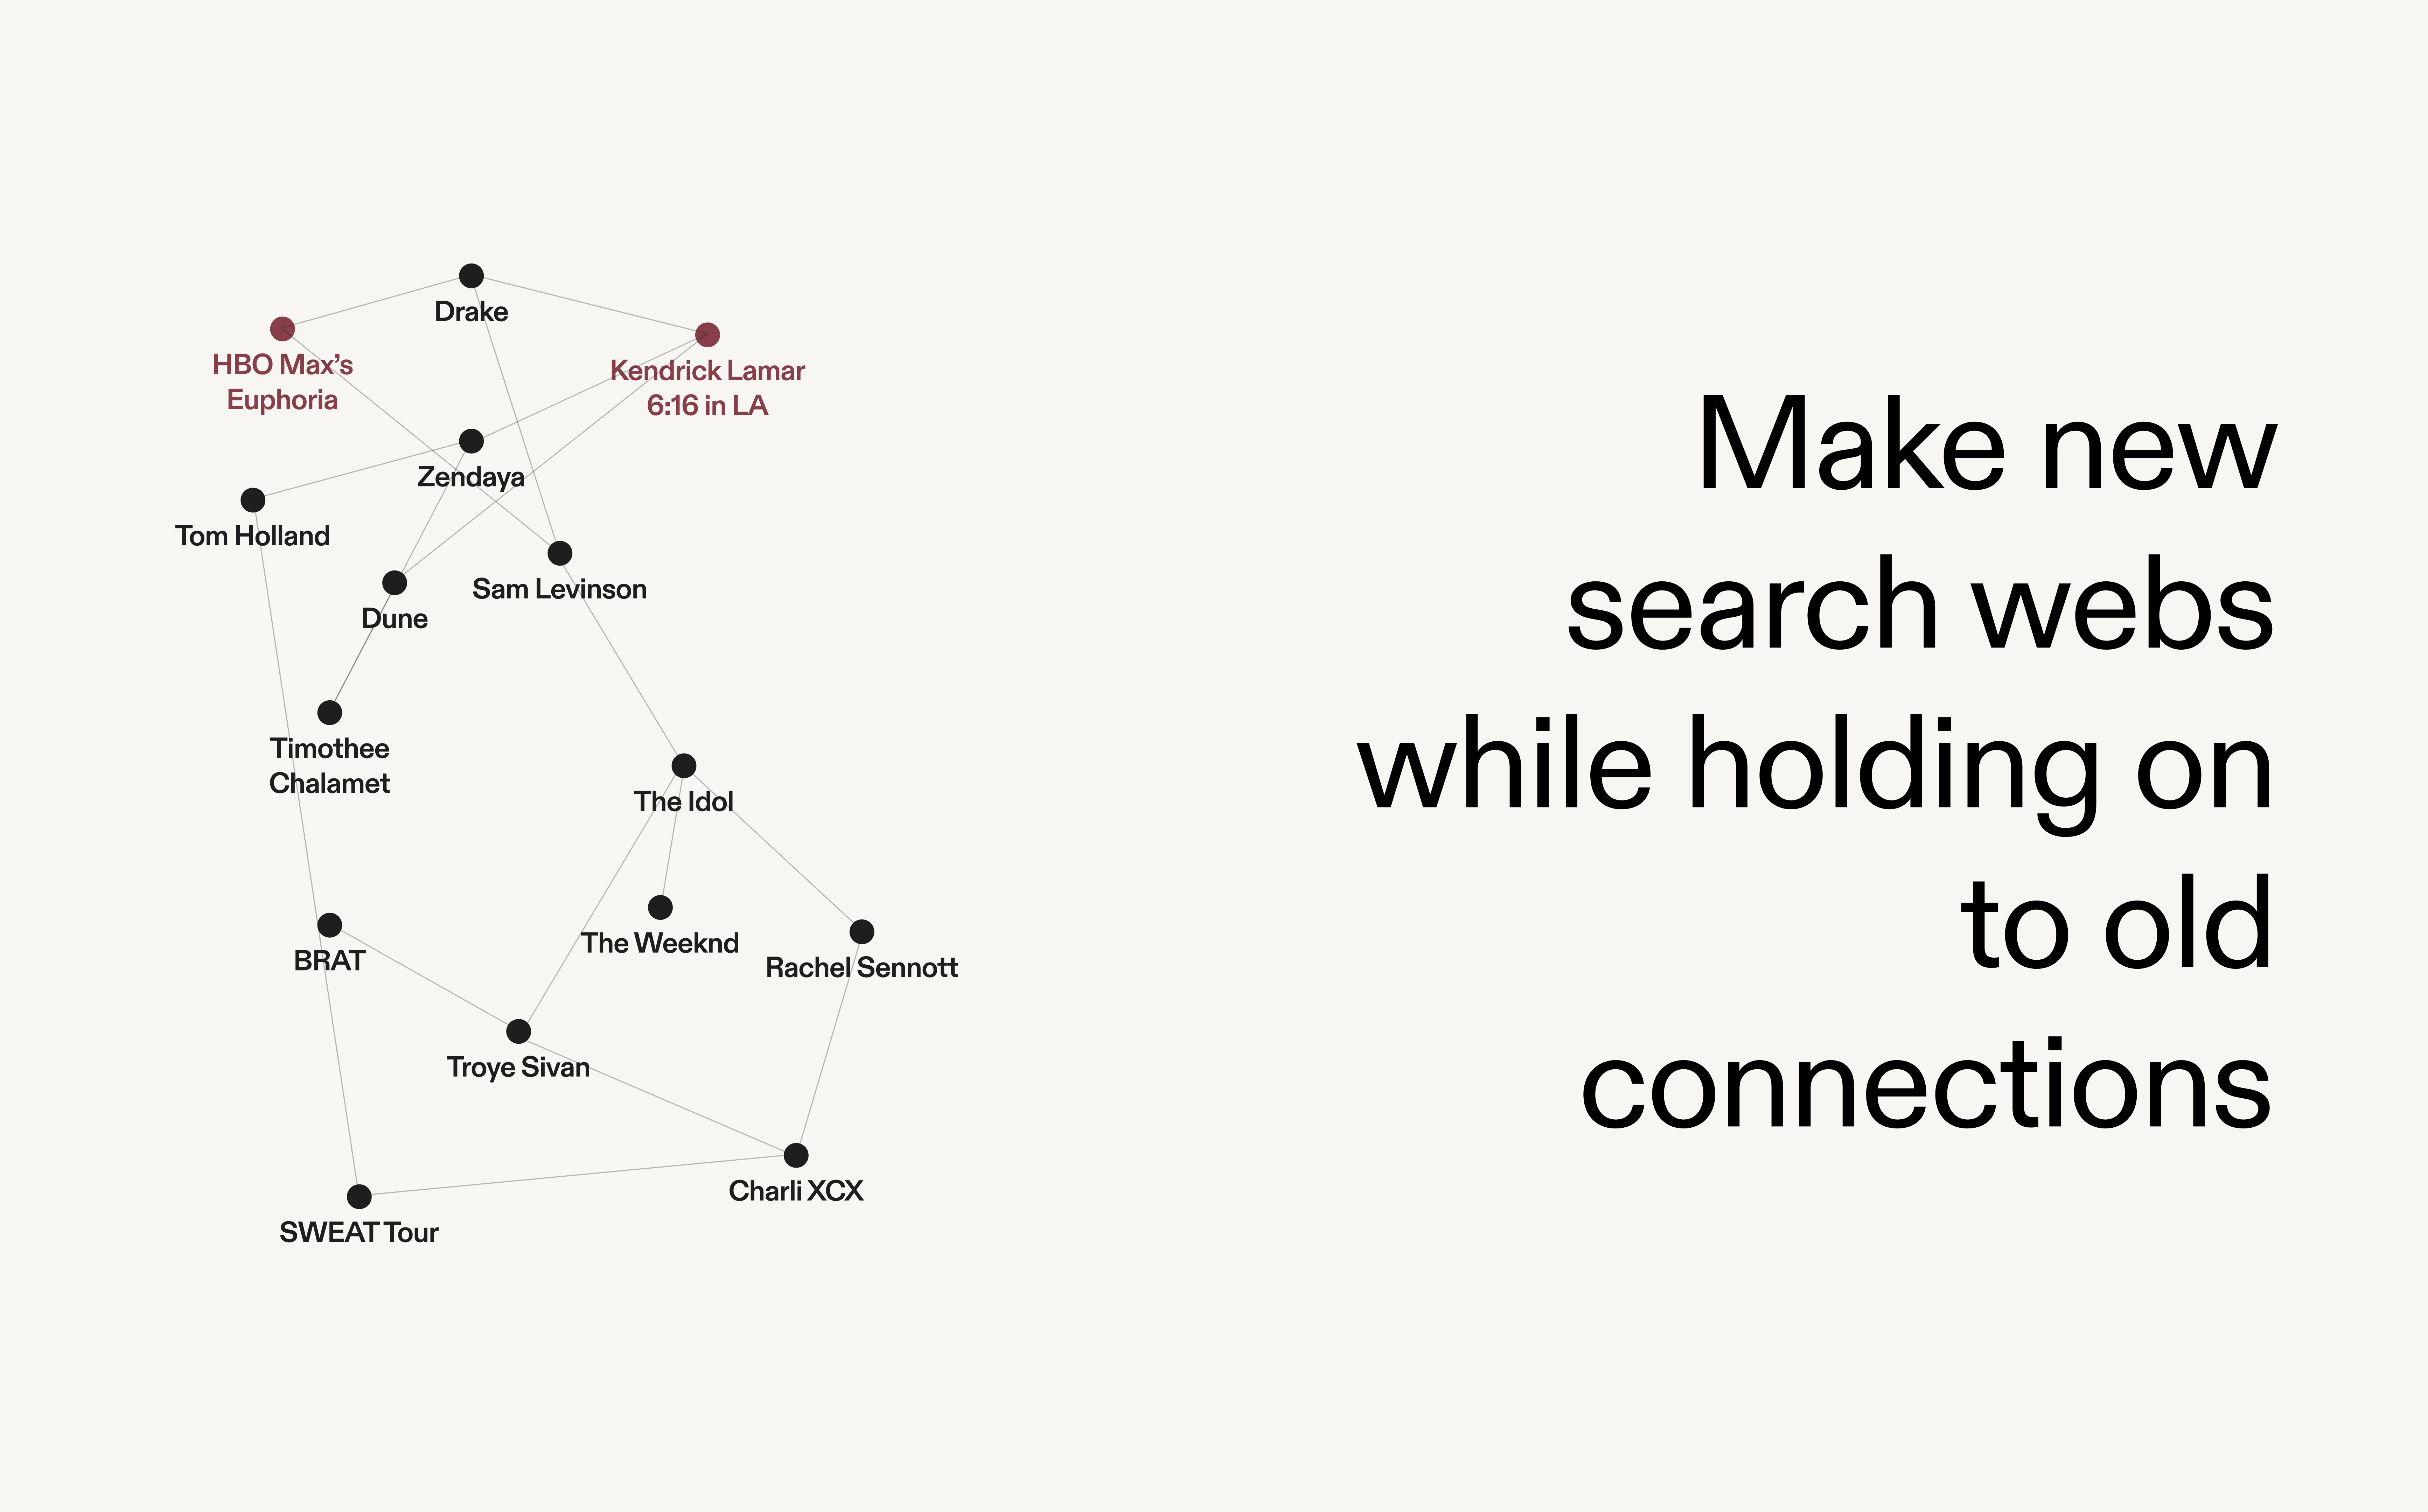 Drake
HBO Max's
Euphoria
Kendrick Lamar
6:16 in LA
Zendaya
Tom Holland
Sam Levinson
Dune
Timothee
Chalamet
The Idol
The Weeknd
Rachel Sennott
BRAT
Troye Sivan
Charli XCX
SWEAT Tour
Make new
search webs
while holding on
to old
connections